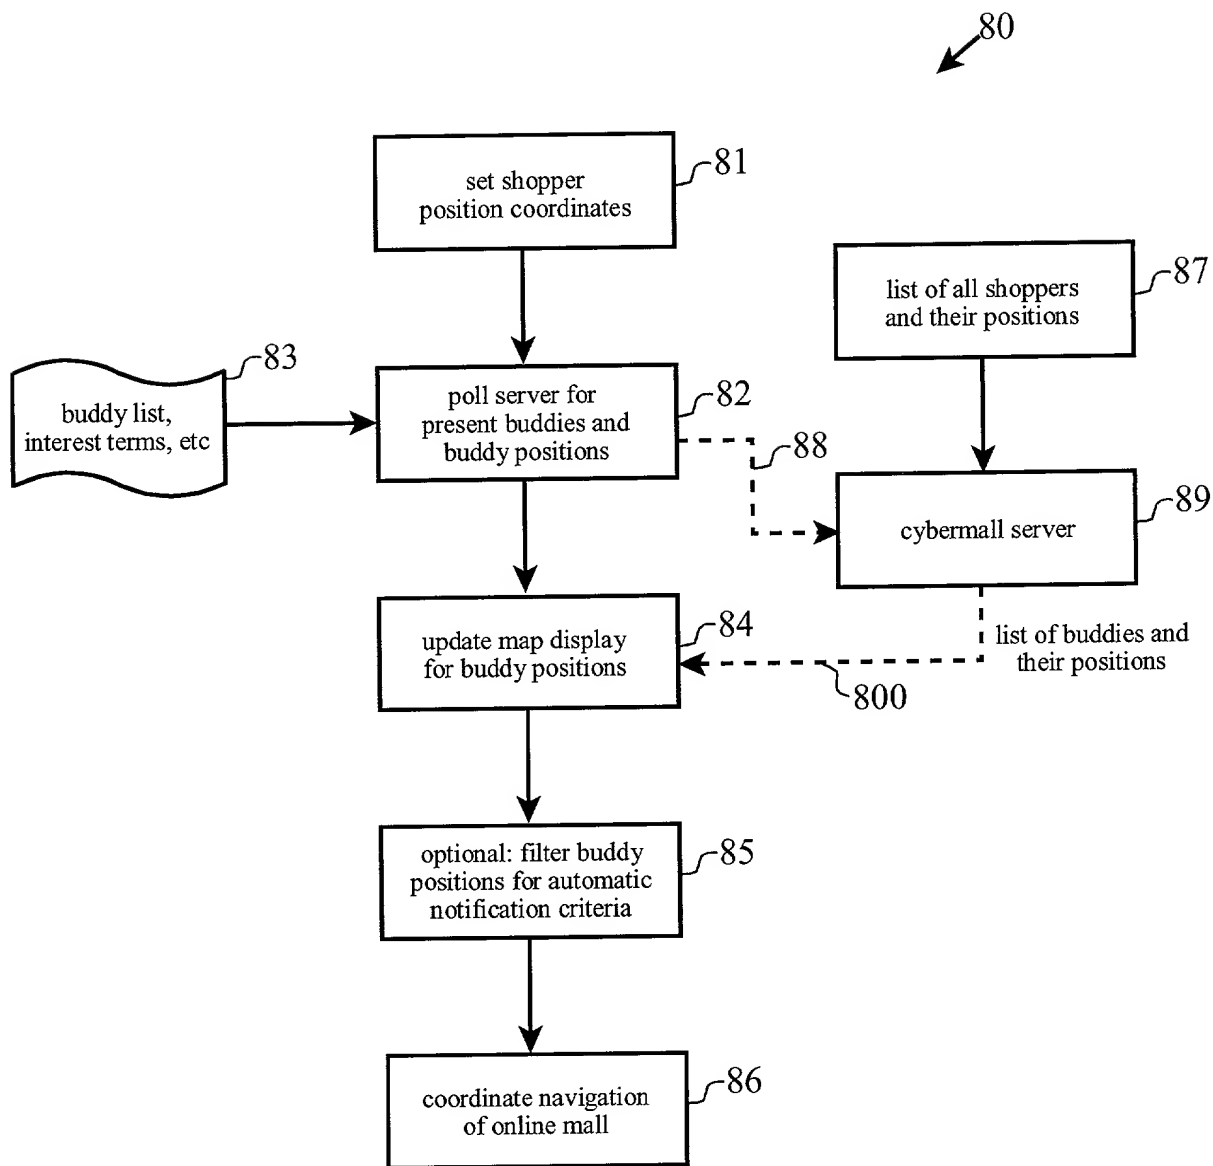 80
set shopper
position coordinates
81
list of all shoppers
and their positions
87
buddy list,
interest terms, etc
83
poll server for
present buddies and
buddy positions
82
88
cybermall server
89
update map display
for buddy positions
84
list of buddies and
their positions
800
optional: filter buddy
positions for automatic
notification criteria
85
coordinate navigation
of online mall
86